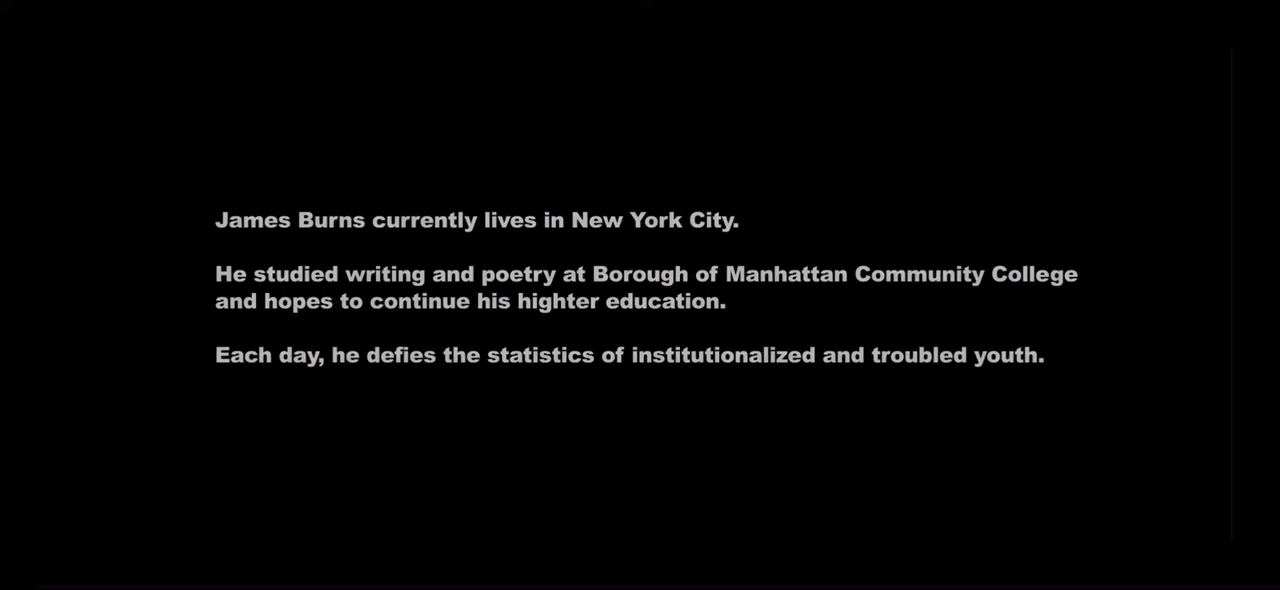 James Burns currently lives in New York City.
He studied writing and poetry at Borough of Manhattan Community College
and hopes to continue his highter education.
Each day, he defies the statistics of institutionalized and troubled youth.